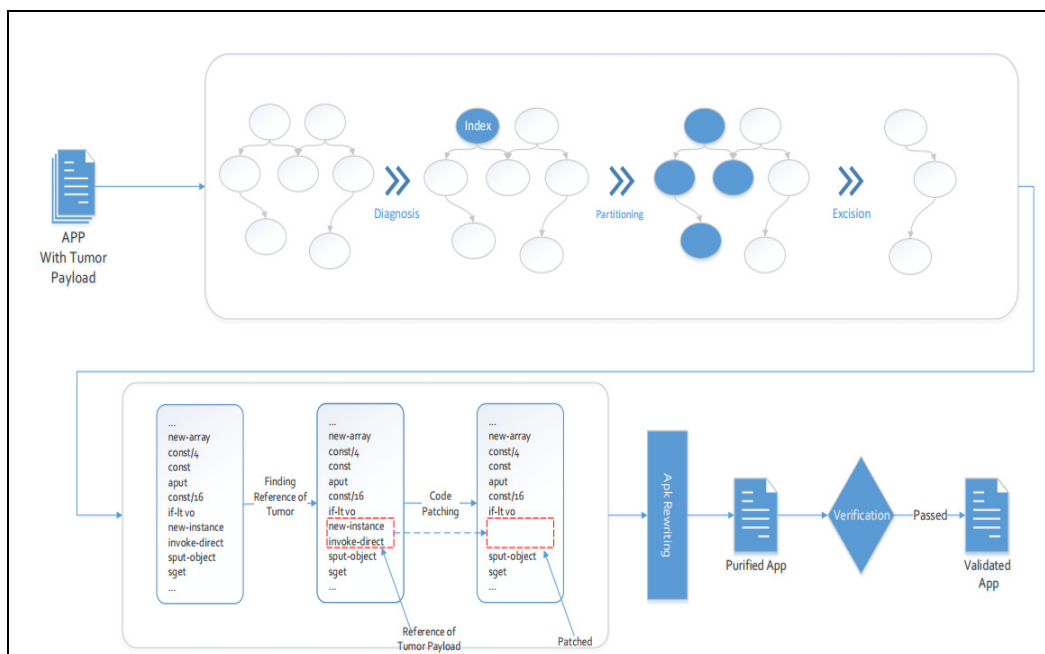 Index
Diagnosis
Partitioning
Excision
APP
With Tumor
Payload
...
new-array
const/4
const
aput
const/16
if-lt vo
new-instance
invoke-direct
sput-object
sget
...
Finding
Reference of
Tumor
...
new-array
const/4
const
aput
const/16
if-lt vo
new-instance
invoke-direct
sput-object
sget
...
Code
Patching
...
new-array
const/4
const
aput
const/16
if-lt vo
sput-object
sget
...
Reference of
Tumor Payload
Patched
Apk Rewriting
Purified App
Verification
Passed
Validated
App